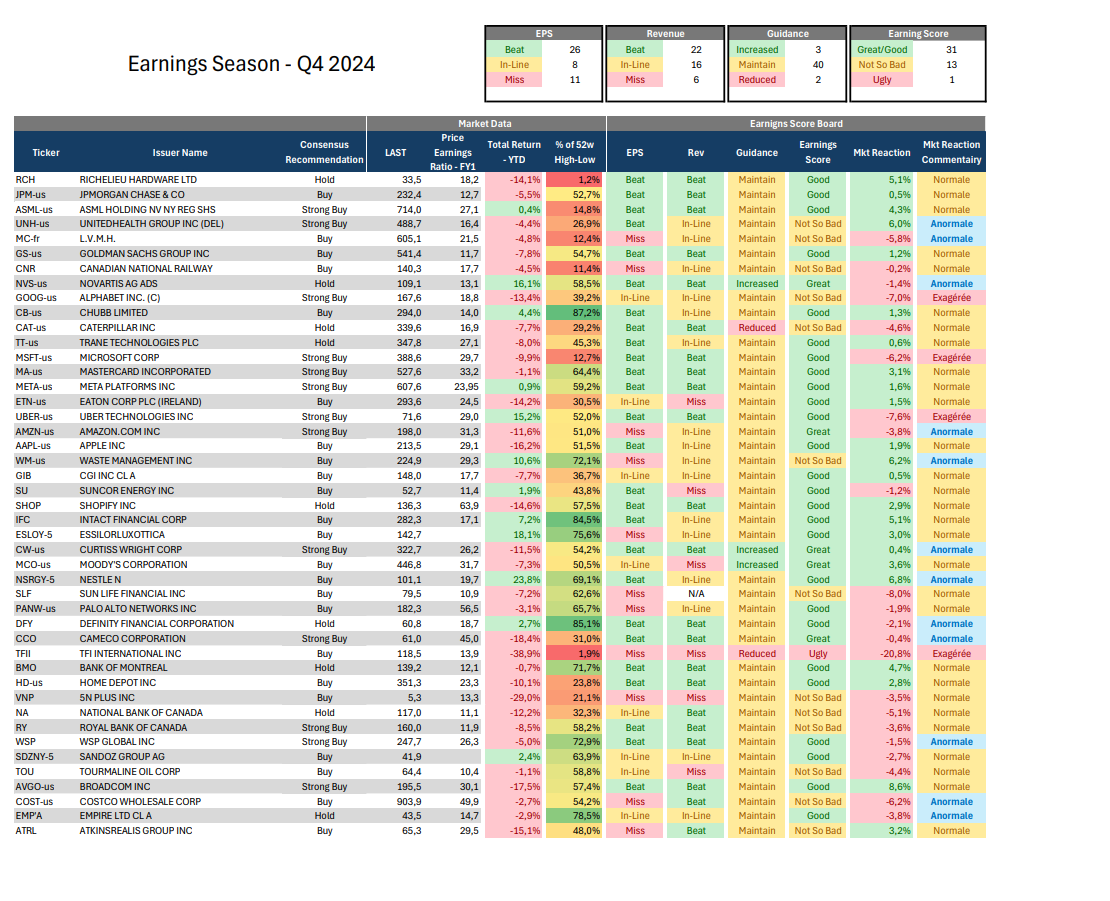 Earnings Season - Q4 2024
EPS Revenue Guidance Earning Score
Beat 26 Beat 22 Increased 3 Great/Good 31
In-Line 8 In-Line 16 Maintain 40 Not So Bad 13
Miss 11 Miss 6 Reduced 2 Ugly 1
Market Data Earnigns Score Board
Ticker Issuer Name Consensus Recommendation LAST Price Earnings Ratio - FY1 Total Return - YTD % of 52w High-Low EPS Rev Guidance Earnings Score Mkt Reaction Mkt Reaction Commentairy
RCH RICHELIEU HARDWARE LTD Hold 33,5 18,2 -14,1% 1,2% Beat Beat Maintain Good 5,1% Normale
JPM-us JPMORGAN CHASE & CO Buy 232,4 12,7 -5,5% 52,7% Beat Beat Maintain Good 0,5% Normale
ASML-us ASML HOLDING NV NY REG SHS Strong Buy 714,0 27,1 0,4% 14,8% Beat Beat Maintain Good 4,3% Normale
UNH-us UNITEDHEALTH GROUP INC (DEL) Strong Buy 488,7 16,4 -4,4% 26,9% Beat In-Line Maintain Not So Bad 6,0% Anormale
MC-fr L.V.M.H. Buy 605,1 21,5 -4,8% 12,4% Miss In-Line Maintain Not So Bad -5,8% Anormale
GS-us GOLDMAN SACHS GROUP INC Buy 541,4 11,7 -7,8% 54,7% Beat Beat Maintain Good 1,2% Normale
CNR CANADIAN NATIONAL RAILWAY Buy 140,3 17,7 -4,5% 11,4% Miss In-Line Maintain Not So Bad -0,2% Normale
NVS-us NOVARTIS AG ADS Hold 109,1 13,1 16,1% 58,5% Beat Beat Increased Great -1,4% Anormale
GOOG-us ALPHABET INC. (C) Strong Buy 167,6 18,8 -13,4% 39,2% In-Line In-Line Maintain Not So Bad -7,0% Exagérée
CB-us CHUBB LIMITED Buy 294,0 14,0 4,4% 87,2% Beat In-Line Maintain Good 1,3% Normale
CAT-us CATERPILLAR INC Hold 339,6 16,9 -7,7% 29,2% Beat Beat Reduced Not So Bad -4,6% Normale
TT-us TRANE TECHNOLOGIES PLC Hold 347,8 27,1 -8,0% 45,3% Beat In-Line Maintain Good 0,6% Normale
MSFT-us MICROSOFT CORP Strong Buy 388,6 29,7 -9,9% 12,7% Beat Beat Maintain Good -6,2% Exagérée
MA-us MASTERCARD INCORPORATED Strong Buy 527,6 33,2 -1,1% 64,4% Beat Beat Maintain Good 3,1% Normale
META-us META PLATFORMS INC Strong Buy 607,6 23,95 0,9% 59,2% Beat Beat Maintain Good 1,6% Normale
ETN-us EATON CORP PLC (IRELAND) Buy 293,6 24,5 -14,2% 30,5% In-Line Miss Maintain Good 1,5% Normale
UBER-us UBER TECHNOLOGIES INC Strong Buy 71,6 29,0 15,2% 52,0% Beat Beat Maintain Good -7,6% Exagérée
AMZN-us AMAZON.COM INC Strong Buy 198,0 31,3 -11,6% 51,0% Miss In-Line Maintain Great -3,8% Anormale
AAPL-us APPLE INC Buy 213,5 29,1 -16,2% 51,5% Beat In-Line Maintain Good 1,9% Normale
WM-us WASTE MANAGEMENT INC Buy 224,9 29,3 10,6% 72,1% Miss In-Line Maintain Not So Bad 6,2% Anormale
GIB CGI INC CL A Buy 148,0 17,7 -7,7% 36,7% In-Line In-Line Maintain Good 0,5% Normale
SU SUNCOR ENERGY INC Buy 52,7 11,4 1,9% 43,8% Beat Miss Maintain Good -1,2% Normale
SHOP SHOPIFY INC Buy 136,3 63,9 -14,6% 57,5% Beat Beat Maintain Good 2,9% Normale
IFC INTACT FINANCIAL CORP Buy 282,3 17,1 7,2% 84,5% Beat In-Line Maintain Good 5,1% Normale
ESLOY-5 ESSILORLUXOTTICA Buy 142,7 18,1% 75,6% Miss In-Line Maintain Good 3,0% Normale
CW-us CURTISS WRIGHT CORP Strong Buy 322,7 26,2 -11,5% 54,2% Beat Beat Increased Great 0,4% Anormale
MCO-us MOODY'S CORPORATION Buy 446,8 31,7 -7,3% 50,5% In-Line Miss Increased Great 3,6% Normale
NSRGY-5 NESTLE N Buy 101,1 19,7 23,8% 69,1% Beat In-Line Maintain Good 6,8% Anormale
SLF SUN LIFE FINANCIAL INC Buy 79,5 10,9 -7,2% 62,6% Miss N/A Maintain Not So Bad -8,0% Normale
PANW-us PALO ALTO NETWORKS INC Buy 182,3 56,5 -3,1% 65,7% Miss In-Line Maintain Good -1,9% Normale
DFY DEFINITY FINANCIAL CORPORATION Hold 60,8 18,7 2,7% 85,1% Beat Beat Maintain Good -2,1% Anormale
CCO CAMECO CORPORATION Strong Buy 61,0 45,0 -18,4% 31,0% Beat Beat Maintain Great -0,4% Anormale
TFII TFI INTERNATIONAL INC Buy 118,5 13,9 -38,9% 1,9% Miss Miss Reduced Ugly -20,8% Exagérée
BMO BANK OF MONTREAL Hold 139,2 12,1 -0,7% 71,7% Beat Beat Maintain Good 4,7% Normale
HD-us HOME DEPOT INC Buy 351,3 23,3 -10,1% 23,8% Beat Beat Maintain Good 2,8% Normale
VNP 5N PLUS INC Buy 5,3 13,3 -29,0% 21,1% Miss Miss Maintain Not So Bad -3,5% Normale
NA NATIONAL BANK OF CANADA Hold 117,0 11,1 -12,2% 32,3% In-Line Beat Maintain Not So Bad -5,1% Normale
RY ROYAL BANK OF CANADA Strong Buy 160,0 11,9 -8,5% 58,2% Beat Beat Maintain Not So Bad -3,6% Normale
WSP WSP GLOBAL INC Strong Buy 247,7 26,3 -5,0% 72,9% Beat Beat Maintain Good -1,5% Anormale
SDZNY-5 SANDOZ GROUP AG Buy 41,9 2,4% 63,9% In-Line In-Line Maintain Good -2,7% Normale
TOU TOURMALINE OIL CORP Buy 64,4 10,4 -1,1% 58,8% In-Line Miss Maintain Not So Bad -4,4% Normale
AVGO-us BROADCOM INC Strong Buy 195,5 30,1 -17,5% 57,4% Beat Beat Maintain Good 8,6% Normale
COST-us COSTCO WHOLESALE CORP Buy 903,9 49,9 -2,7% 54,2% Miss Beat Maintain Not So Bad -6,2% Anormale
EMP'A EMPIRE LTD CL A Hold 43,5 14,7 -2,9% 78,5% In-Line In-Line Maintain Good -3,8% Anormale
ATRL ATKINSREALIS GROUP INC Buy 65,3 29,5 -15,1% 48,0% Miss Beat Maintain Not So Bad 3,2% Normale